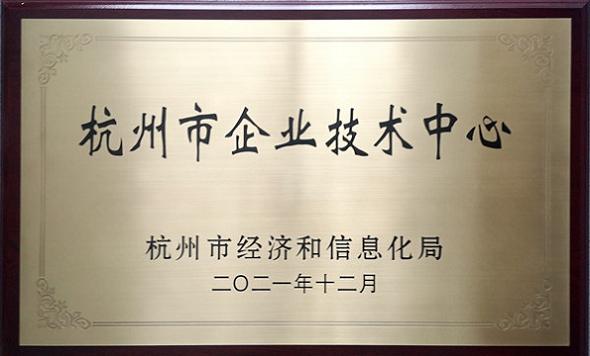 杭州市企业技术中心
杭州市经济和信息化局
二〇二一年十二月